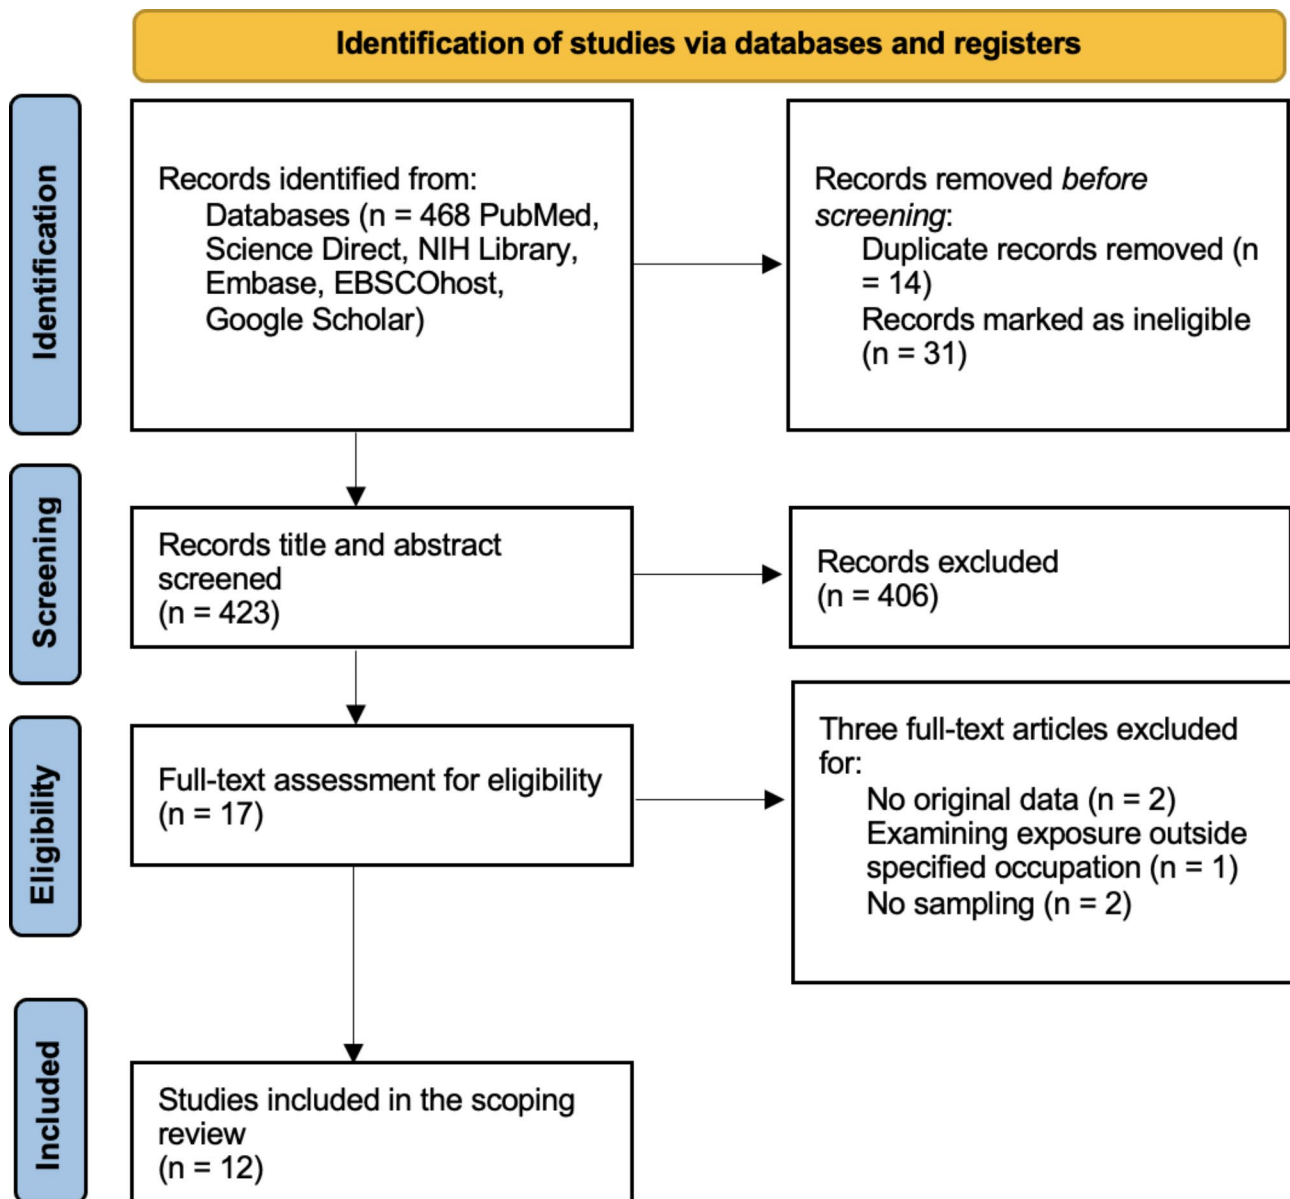 Identification of studies via databases and registers
Identification
Records identified from:
Databases (n = 468 PubMed,
Science Direct, NIH Library,
Embase, EBSCOhost,
Google Scholar)
Records removed before
screening:
Duplicate records removed (n
= 14)
Records marked as ineligible
(n = 31)
Screening
Records title and abstract
screened
(n = 423)
Records excluded
(n = 406)
Eligibility
Full-text assessment for eligibility
(n = 17)
Three full-text articles excluded
for:
No original data (n = 2)
Examining exposure outside
specified occupation (n = 1)
No sampling (n = 2)
Included
Studies included in the scoping
review
(n = 12)